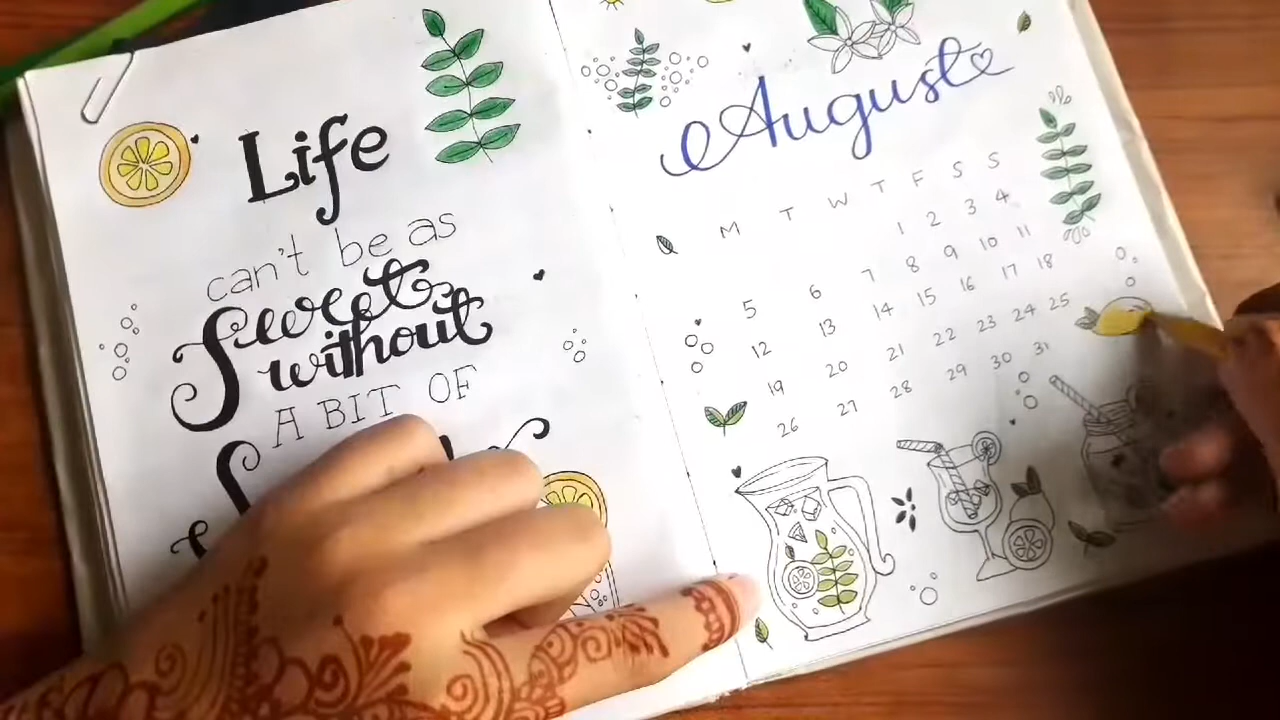 Life
can't be as
Sweet
without
A BIT OF
August
M T W T F S S
1 2 3 4
5 6 7 8 9 10 11
12 13 14 15 16 17 18
19 20 21 22 23 24 25
26 27 28 29 30 31